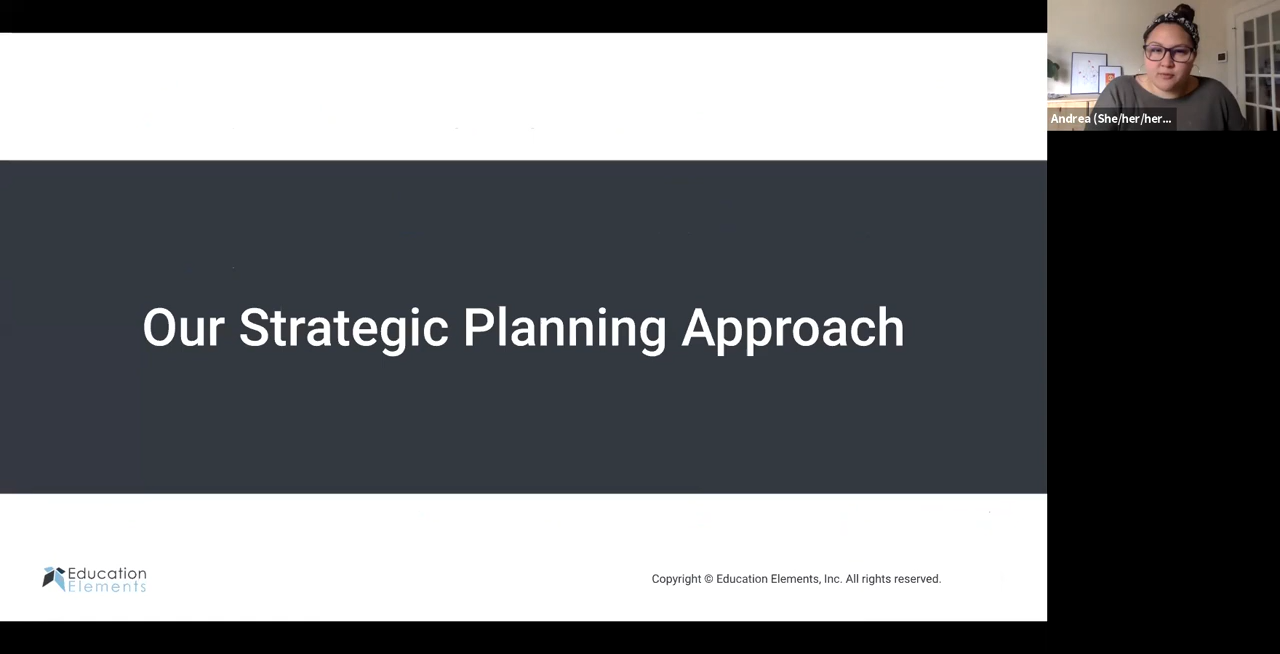 Andrea (She/her/her...
Our Strategic Planning Approach
Education
Elements
Copyright © Education Elements, Inc. All rights reserved.